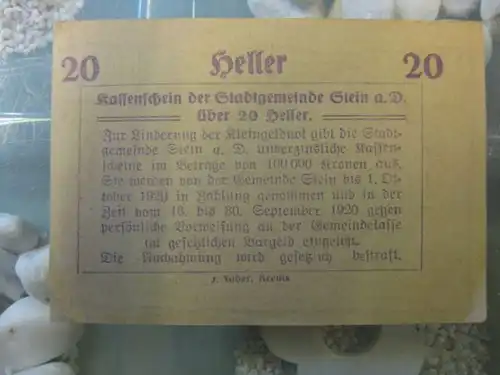 20 Heller 20
Kassenschein der Stadtgemeinde Stein a. D.
über 20 Heller.
Zur Linderung der Kleingeldnot gibt die Stadt-
gemeinde Stein a. D. unverzinsliche Kassen-
scheine im Betrage von 100 000 Kronen aus.
Sie werden von der Gemeinde Stein bis 1. Ok-
tober 1920 in Zahlung genommen und in der
Zeit vom 16. bis 30. September 1920 gegen
persönliche Vorweisung an der Gemeindekasse
in gesetzlichen Bargeld eingelöst.
Die Nachahmung wird gesetzlich bestraft.
J. Faber, Krems